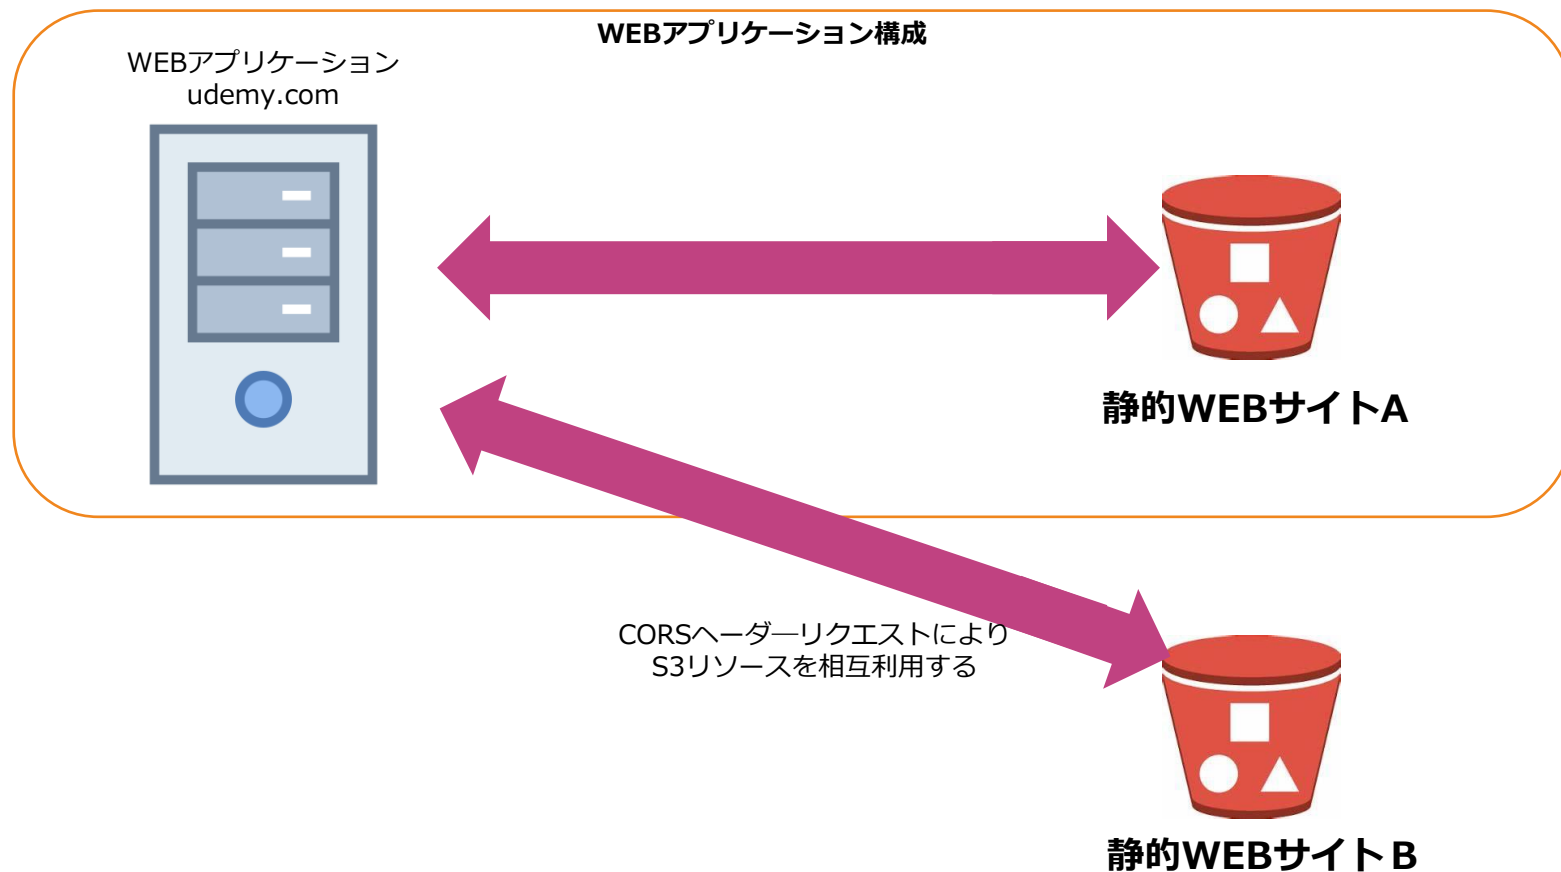 WEBアプリケーション構成
WEBアプリケーション
udemy.com
静的WEBサイトA
CORSヘーダ―リクエストにより
S3リソースを相互利用する
静的WEBサイトB